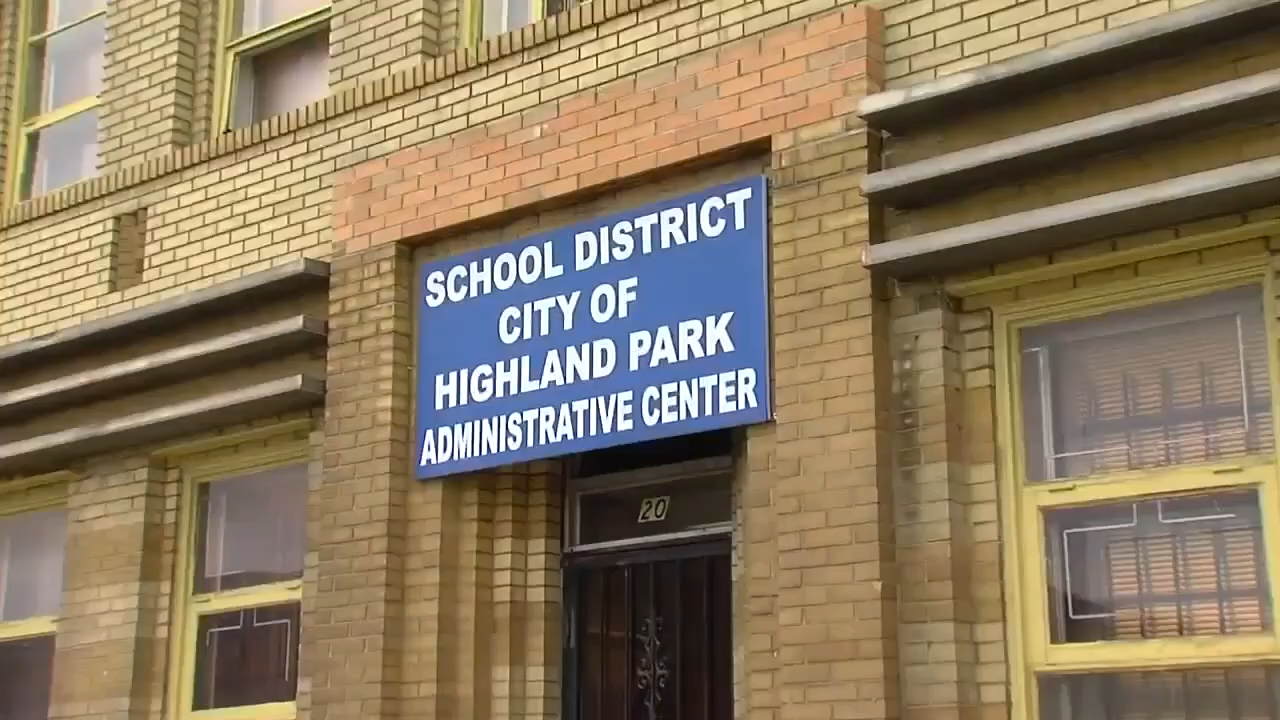 SCHOOL DISTRICT
CITY OF
HIGHLAND PARK
ADMINISTRATIVE CENTER
20